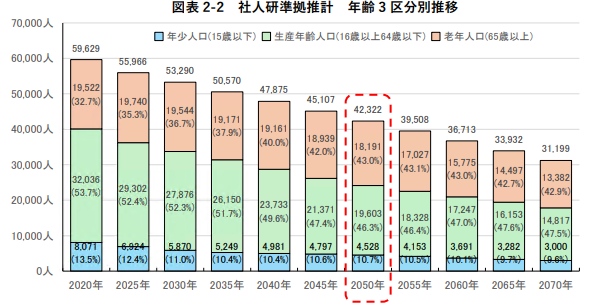 図表 2-2 社人研準拠推計 年齢 3 区分別推移
70,000人
60,000人
50,000人
40,000人
30,000人
20,000人
10,000人
0人
年少人口(15歳以下) 生産年齢人口(16歳以上64歳以下) 老年人口(65歳以上)
59,629 55,966 53,290 50,570 47,875 45,107 42,322 39,508 36,713 33,932 31,199
19,522 19,740 19,544 19,171 19,161 18,939 18,191 17,027 15,775 14,497 13,382
(32.7%) (35.3%) (36.7%) (37.9%) (40.0%) (42.0%) (43.0%) (43.1%) (43.0%) (42.7%) (42.9%)
32,036 29,302 27,876 26,150 23,733 21,371 19,603 18,328 17,247 16,153 14,817
(53.7%) (52.4%) (52.3%) (51.7%) (49.6%) (47.4%) (46.3%) (46.4%) (47.0%) (47.6%) (47.5%)
8,071 6,924 5,870 5,249 4,981 4,797 4,528 4,153 3,691 3,282 3,000
(13.5%) (12.4%) (11.0%) (10.4%) (10.4%) (10.6%) (10.7%) (10.5%) (10.1%) (9.7%) (9.6%)
2020年 2025年 2030年 2035年 2040年 2045年 2050年 2055年 2060年 2065年 2070年